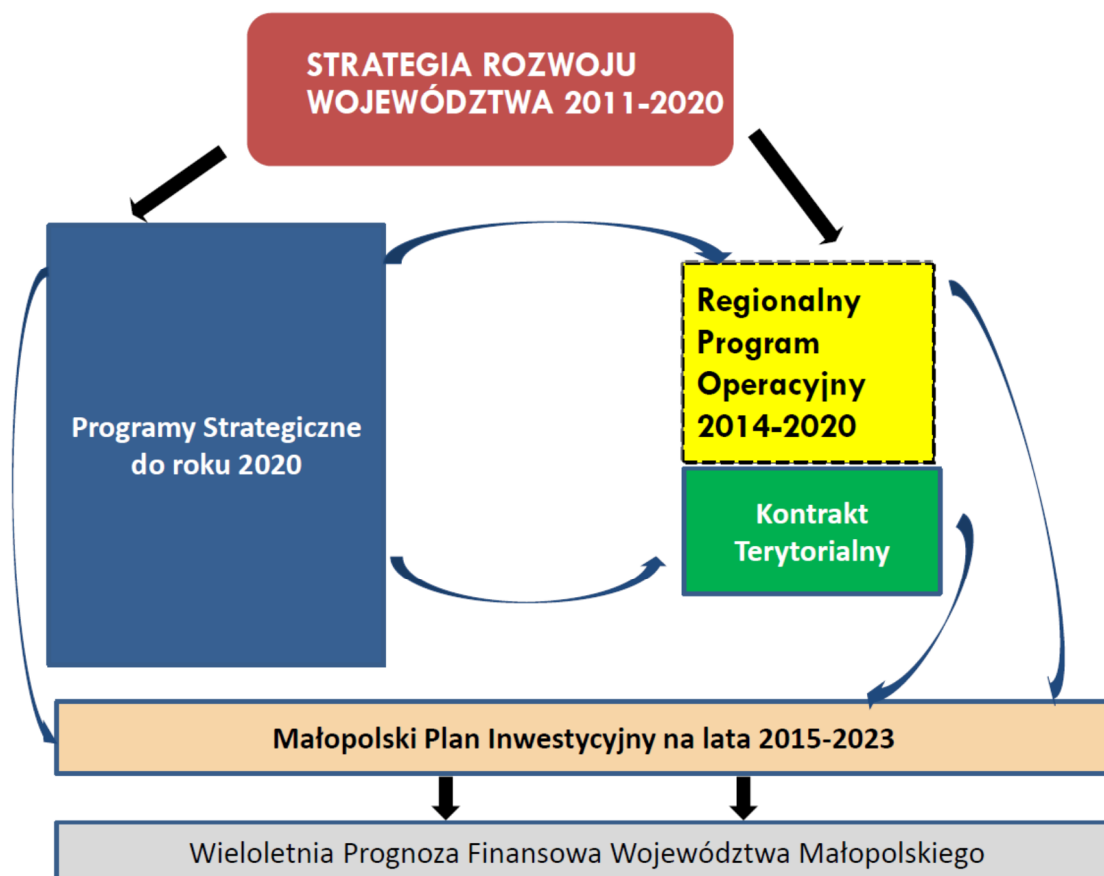 STRATEGIA ROZWOJU
WOJEWÓDZTWA 2011-2020
Programy Strategiczne
do roku 2020
Regionalny
Program
Operacyjny
2014-2020
Kontrakt
Terytorialny
Małopolski Plan Inwestycyjny na lata 2015-2023
Wieloletnia Prognoza Finansowa Województwa Małopolskiego